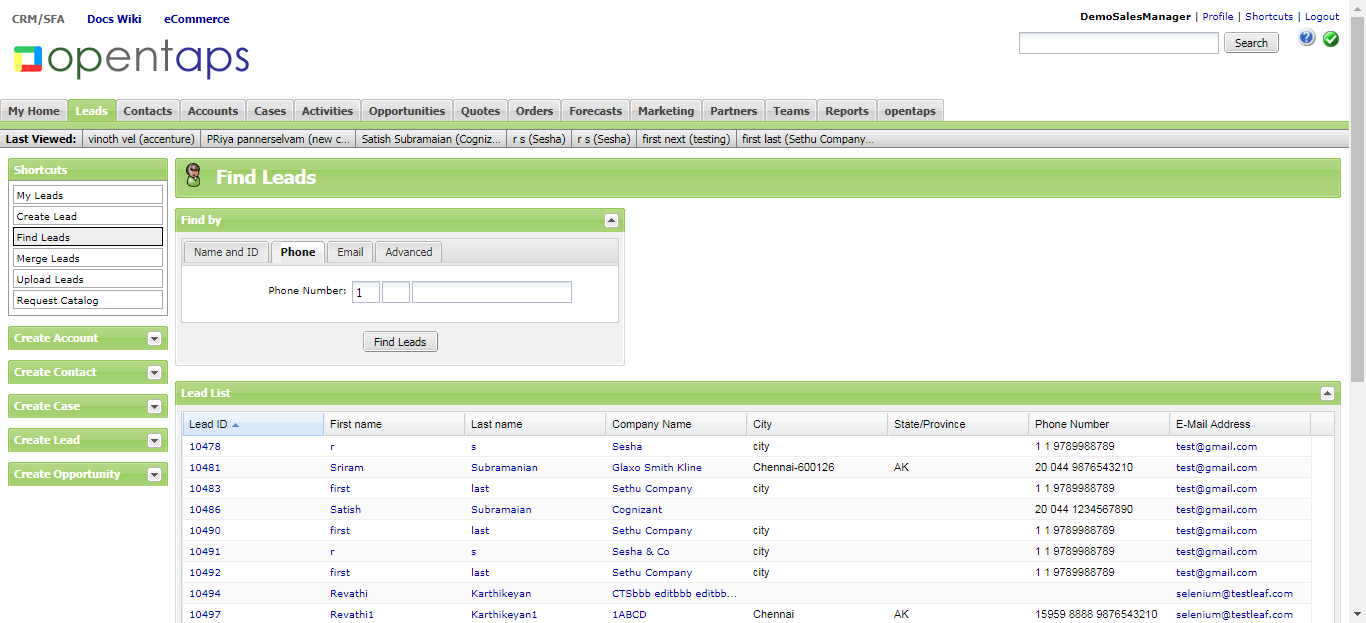 CRM/SFA Docs Wiki eCommerce
DemoSalesManager | Profile | Shortcuts | Logout
opentaps
Search
My Home Leads Contacts Accounts Cases Activities Opportunities Quotes Orders Forecasts Marketing Partners Teams Reports opentaps
Last Viewed: vinoth vel (accenture) PRiya pannerselvam (new c... Satish Subramaian (Cogniz... r s (Sesha) r s (Sesha) first next (testing) first last (Sethu Company...
Shortcuts
My Leads
Create Lead
Find Leads
Merge Leads
Upload Leads
Request Catalog
Create Account
Create Contact
Create Case
Create Lead
Create Opportunity
Find Leads
Find by
Name and ID Phone Email Advanced
Phone Number: 1
Find Leads
Lead List
Lead ID First name Last name Company Name City State/Province Phone Number E-Mail Address
10478 r s Sesha city 1 1 9789988789 test@gmail.com
10481 Sriram Subramanian Glaxo Smith Kline Chennai-600126 AK 20 044 9876543210 test@gmail.com
10483 first last Sethu Company city 1 1 9789988789 test@gmail.com
10486 Satish Subramaian Cognizant 20 044 1234567890 test@gmail.com
10490 first last Sethu Company city 1 1 9789988789 test@gmail.com
10491 r s Sesha & Co city 1 1 9789988789 test@gmail.com
10492 first last Sethu Company city 1 1 9789988789 test@gmail.com
10494 Revathi Karthikeyan CTSbbb editbbb editbb... selenium@testleaf.com
10497 Revathi1 Karthikeyan1 1ABCD Chennai AK 15959 8888 9876543210 selenium@testleaf.com